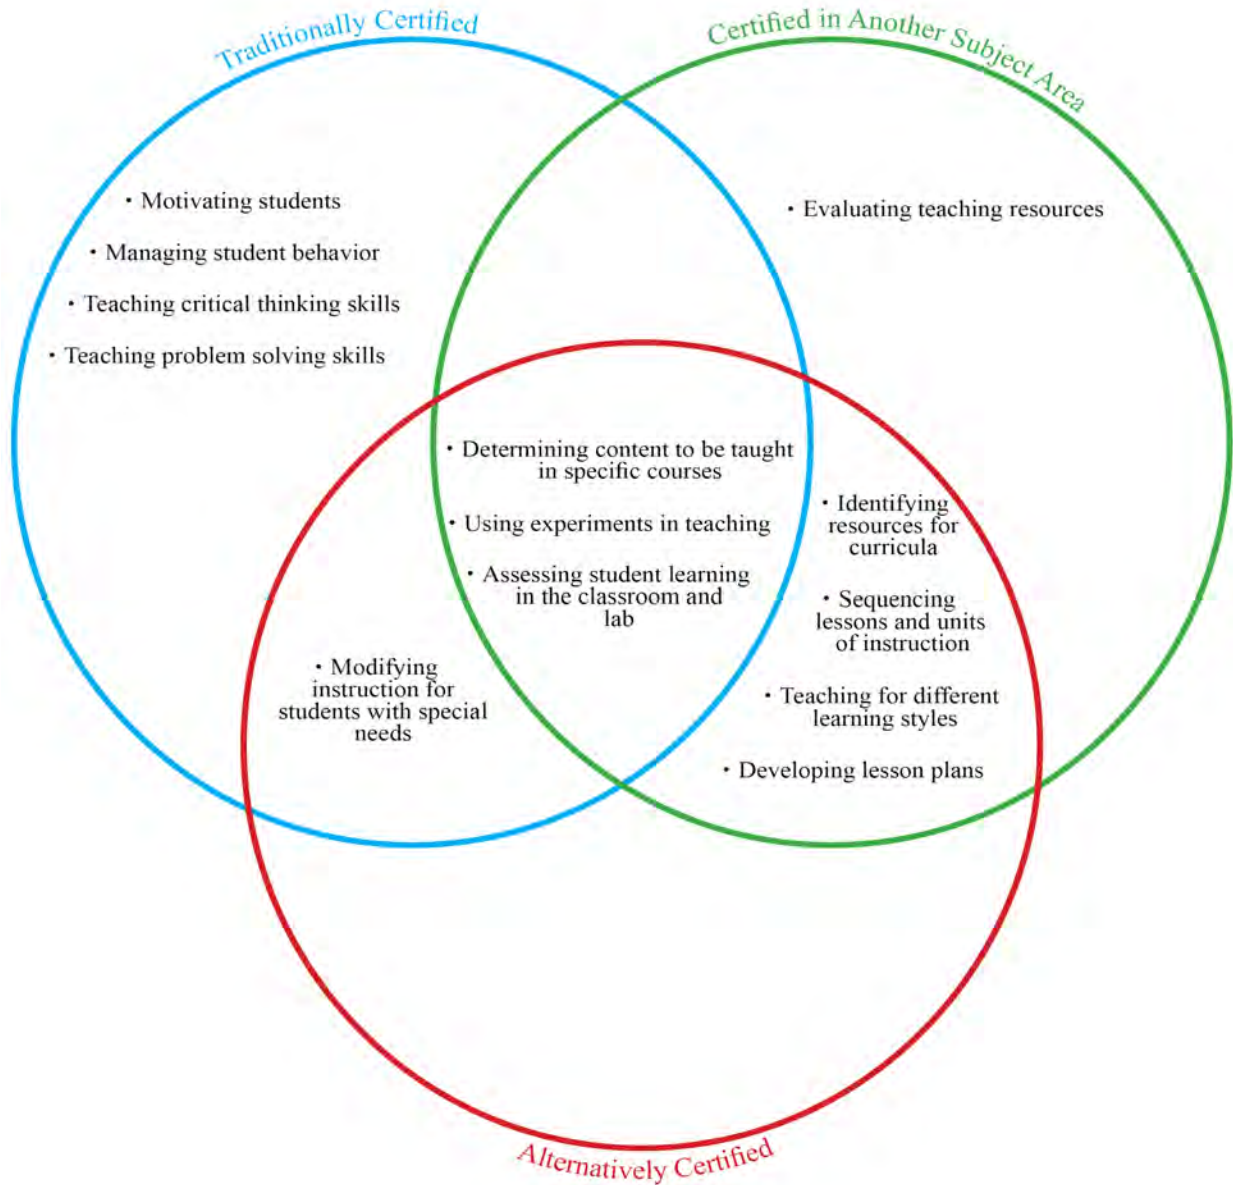 Traditionally Certified
Certified in Another Subject Area
• Motivating students
• Managing student behavior
• Teaching critical thinking skills
• Teaching problem solving skills
• Evaluating teaching resources
• Determining content to be taught
in specific courses
• Using experiments in teaching
• Assessing student learning
in the classroom and
lab
• Modifying
instruction for
students with special
needs
• Identifying
resources for
curricula
• Sequencing
lessons and units
of instruction
• Teaching for different
learning styles
• Developing lesson plans
Alternatively Certified